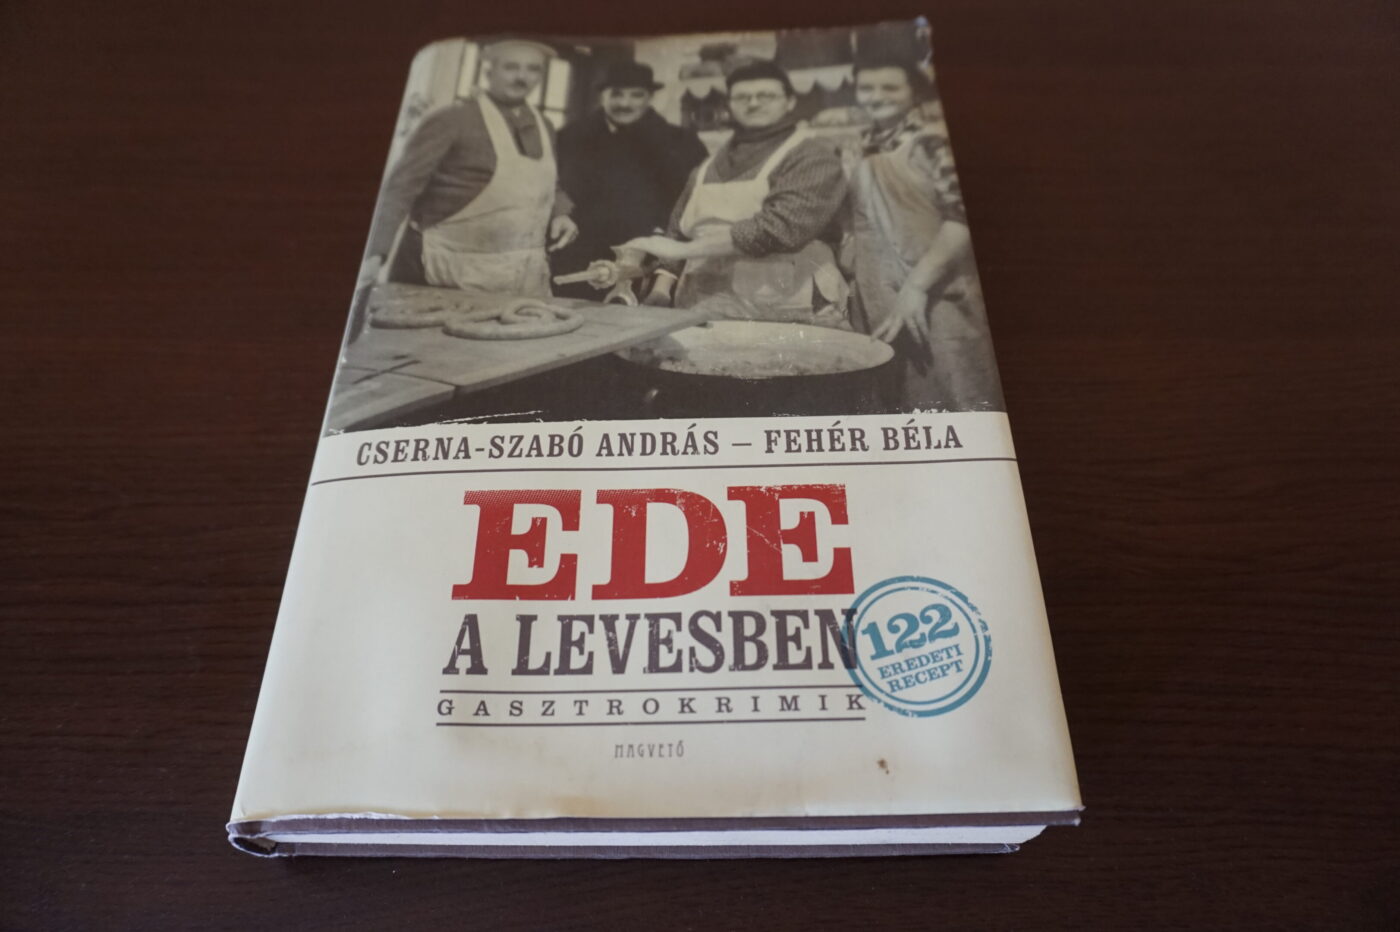 CSERNA-SZABÓ ANDRÁS – FEHÉR BÉLA
EDE
A LEVESBEN
122
EREDETI
RECEPT
GASZTROKRIMIK
MAGVETŐ